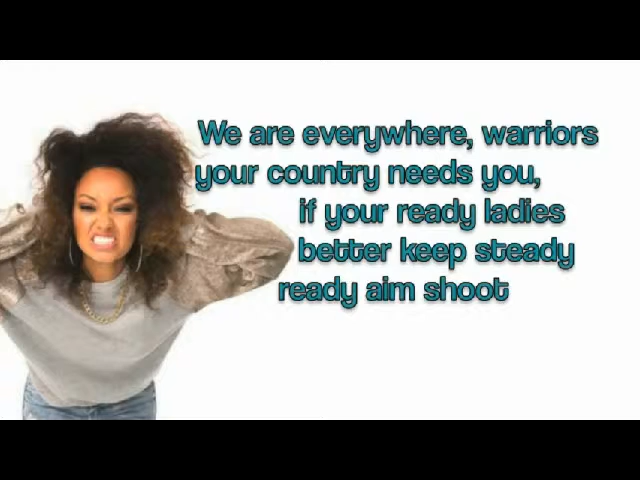 We are everywhere, warriors
your country needs you,
if your ready ladies
better keep steady
ready aim shoot